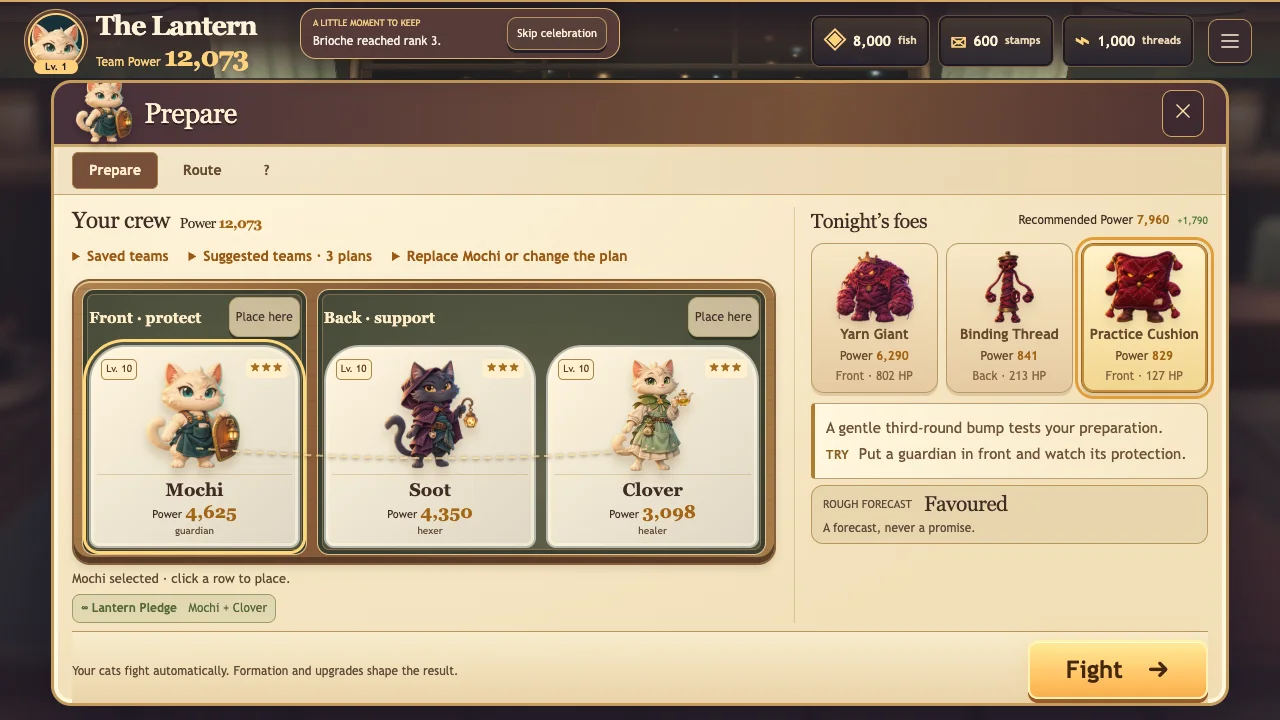 The Lantern
Team Power 12,073
Lv. 1
A LITTLE MOMENT TO KEEP
Brioche reached rank 3.
Skip celebration
8,000 fish
600 stamps
1,000 threads
Prepare
Prepare
Route
?
Your crew Power 12,073
Saved teams
Suggested teams · 3 plans
Replace Mochi or change the plan
Front · protect
Place here
Back · support
Place here
Lv. 10
Mochi
Power 4,625
guardian
Lv. 10
Soot
Power 4,350
hexer
Lv. 10
Clover
Power 3,098
healer
Mochi selected · click a row to place.
∞ Lantern Pledge Mochi + Clover
Tonight's foes
Recommended Power 7,960 +1,790
Yarn Giant
Power 6,290
Front · 802 HP
Binding Thread
Power 841
Back · 213 HP
Practice Cushion
Power 829
Front · 127 HP
A gentle third-round bump tests your preparation.
TRY Put a guardian in front and watch its protection.
ROUGH FORECAST Favoured
A forecast, never a promise.
Your cats fight automatically. Formation and upgrades shape the result.
Fight →